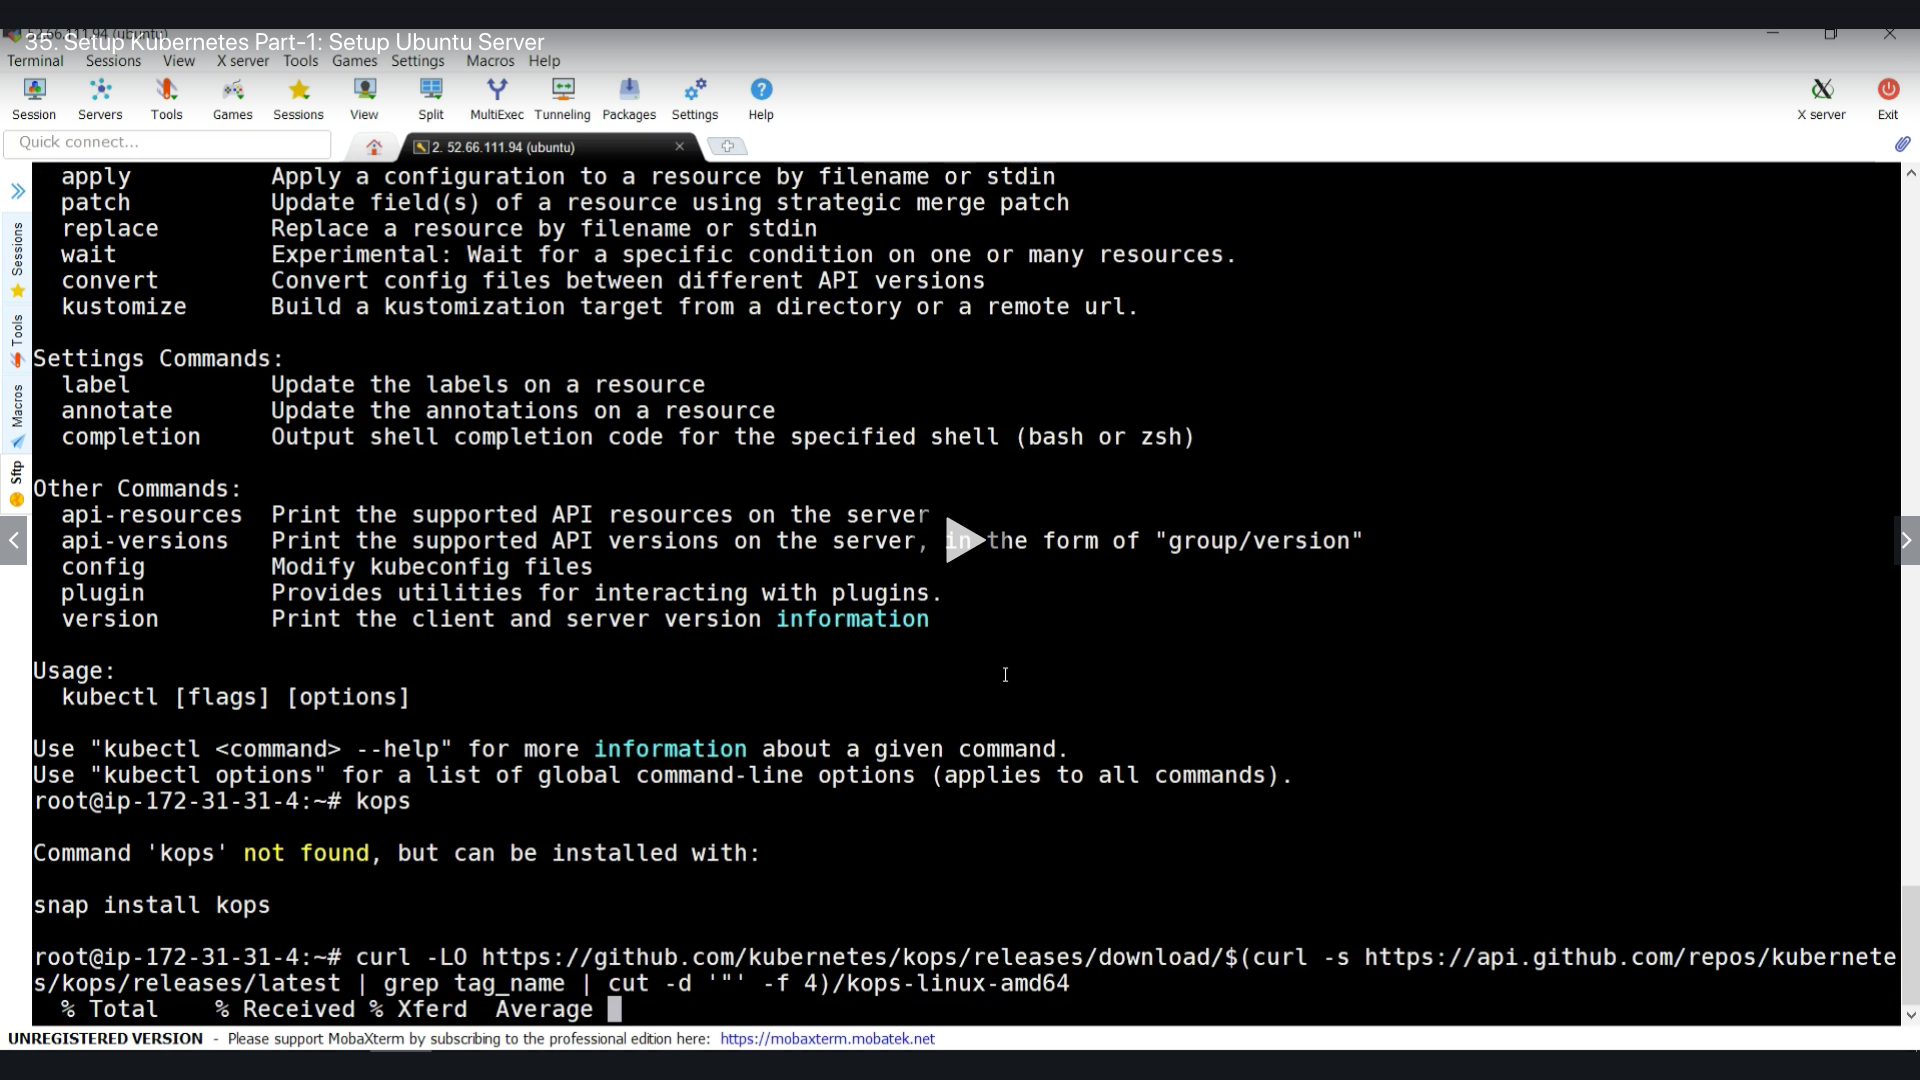 52.66.111.94 (ubuntu)
35. Setup Kubernetes Part-1: Setup Ubuntu Server
Terminal Sessions View X server Tools Games Settings Macros Help
Session Servers Tools Games Sessions View Split MultiExec Tunneling Packages Settings Help X server Exit
Quick connect...
2. 52.66.111.94 (ubuntu)
Sessions
Tools
Macros
Sftp
apply Apply a configuration to a resource by filename or stdin
patch Update field(s) of a resource using strategic merge patch
replace Replace a resource by filename or stdin
wait Experimental: Wait for a specific condition on one or many resources.
convert Convert config files between different API versions
kustomize Build a kustomization target from a directory or a remote url.
Settings Commands:
label Update the labels on a resource
annotate Update the annotations on a resource
completion Output shell completion code for the specified shell (bash or zsh)
Other Commands:
api-resources Print the supported API resources on the server
api-versions Print the supported API versions on the server, in the form of "group/version"
config Modify kubeconfig files
plugin Provides utilities for interacting with plugins.
version Print the client and server version information
Usage:
kubectl [flags] [options]
Use "kubectl <command> --help" for more information about a given command.
Use "kubectl options" for a list of global command-line options (applies to all commands).
root@ip-172-31-31-4:~# kops
Command 'kops' not found, but can be installed with:
snap install kops
root@ip-172-31-31-4:~# curl -LO https://github.com/kubernetes/kops/releases/download/$(curl -s https://api.github.com/repos/kubernete
s/kops/releases/latest | grep tag_name | cut -d '"' -f 4)/kops-linux-amd64
% Total % Received % Xferd Average
UNREGISTERED VERSION - Please support MobaXterm by subscribing to the professional edition here: https://mobaxterm.mobatek.net